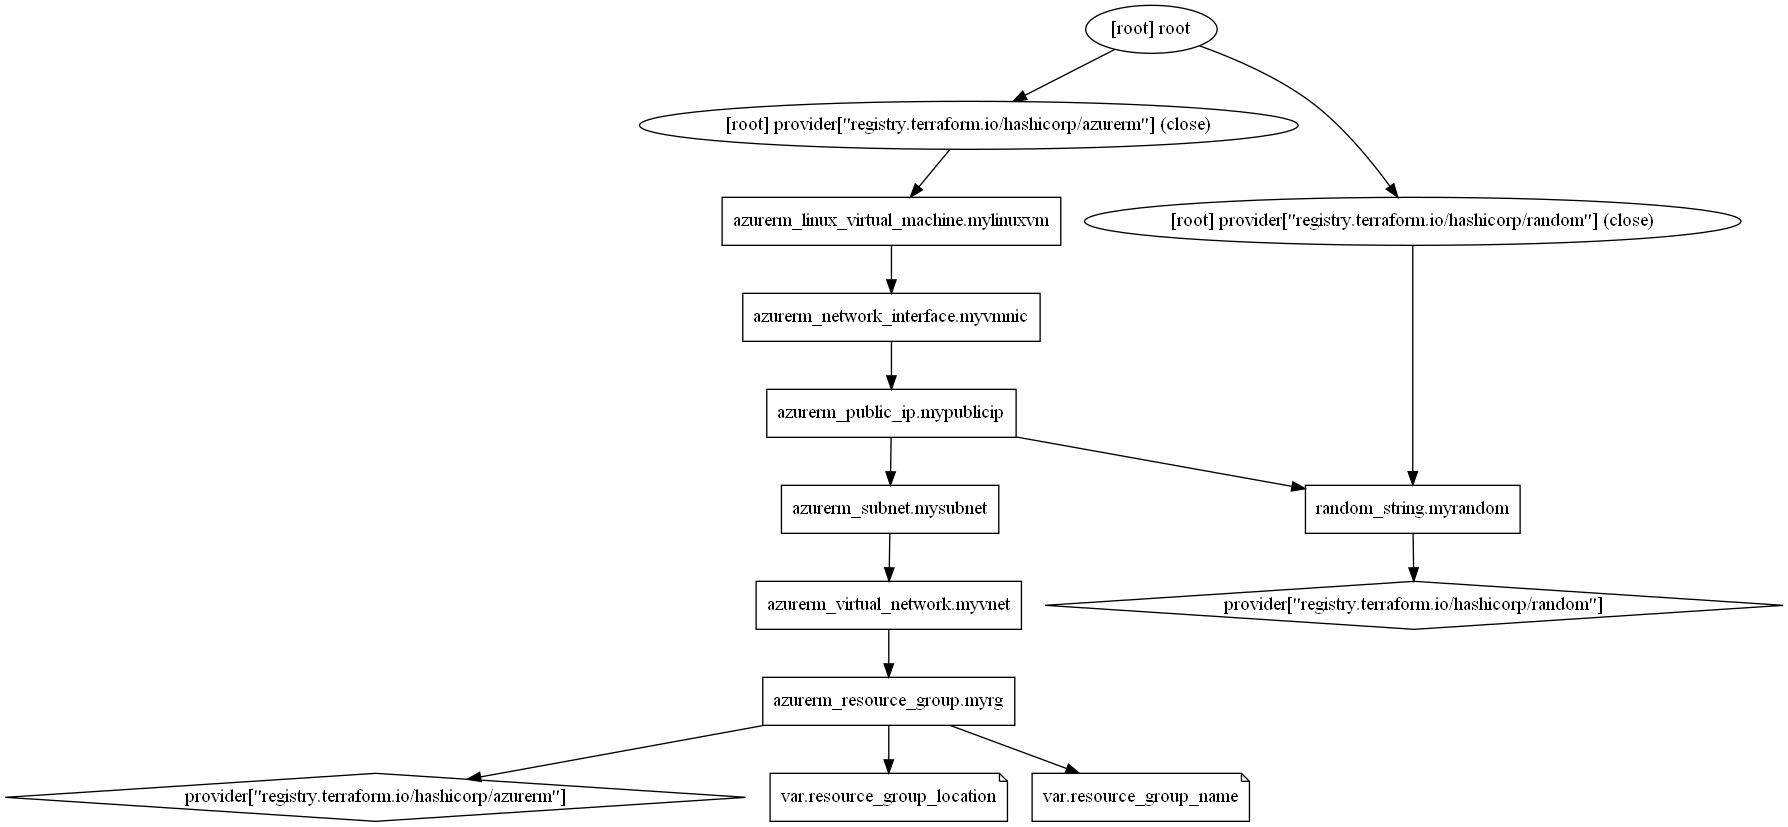 [root] root
[root] provider["registry.terraform.io/hashicorp/azurerm"] (close)
azurerm_linux_virtual_machine.mylinuxvm
[root] provider["registry.terraform.io/hashicorp/random"] (close)
azurerm_network_interface.myvmnic
azurerm_public_ip.mypublicip
azurerm_subnet.mysubnet
random_string.myrandom
azurerm_virtual_network.myvnet
provider["registry.terraform.io/hashicorp/random"]
azurerm_resource_group.myrg
provider["registry.terraform.io/hashicorp/azurerm"]
var.resource_group_location
var.resource_group_name